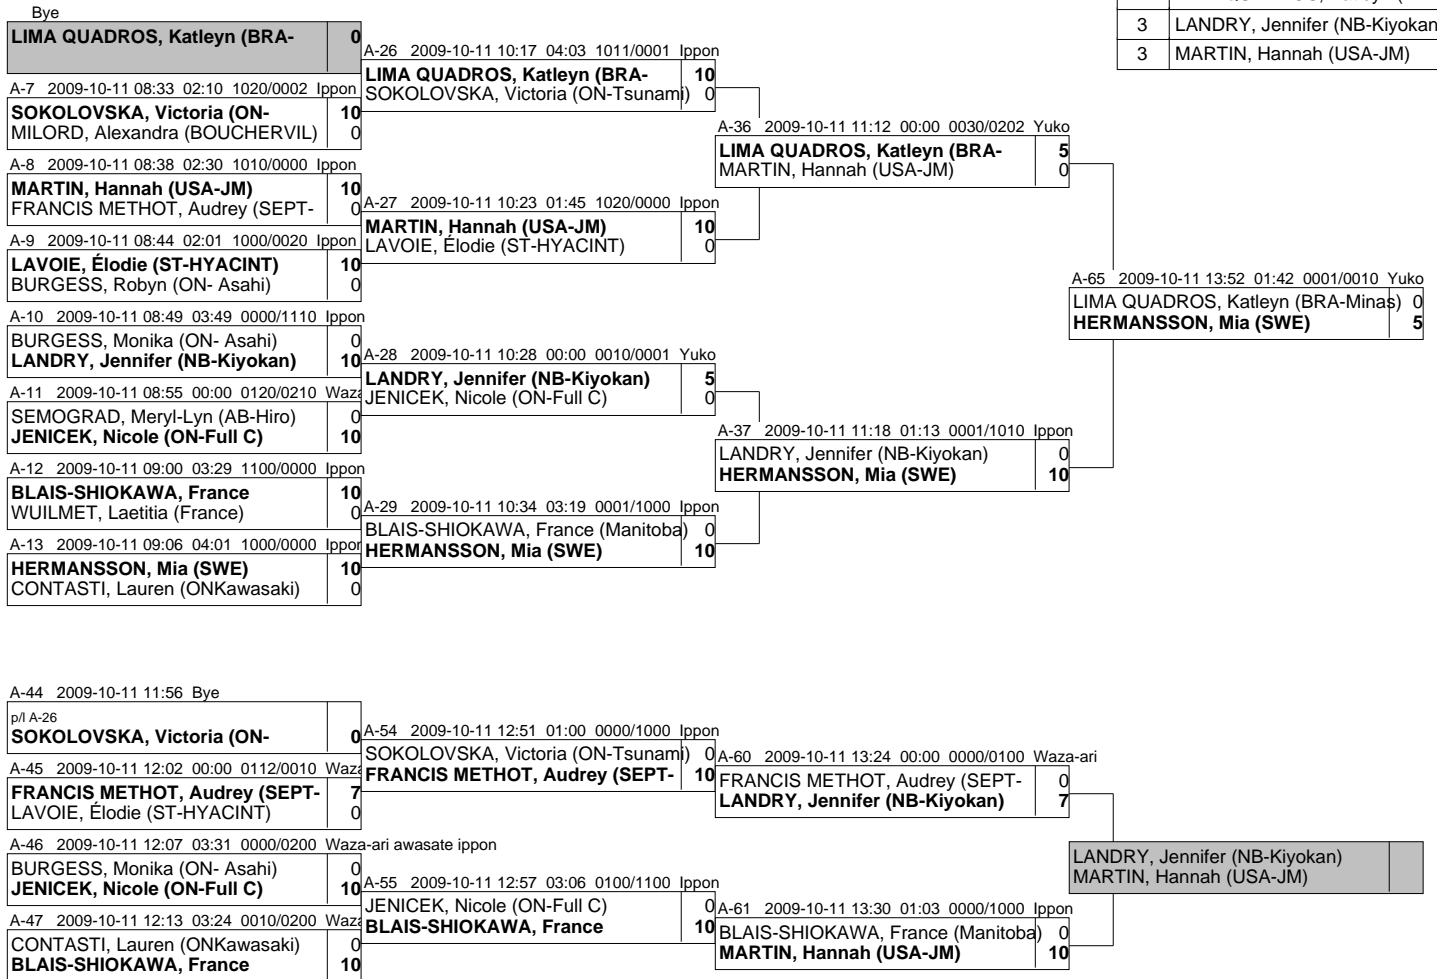 Bye
LIMA QUADROS, Katleyn (BRA- 0
A-7 2009-10-11 08:33 02:10 1020/0002 Ippon
SOKOLOVSKA, Victoria (ON- 10
MILORD, Alexandra (BOUCHERVIL) 0
A-8 2009-10-11 08:38 02:30 1010/0000 Ippon
MARTIN, Hannah (USA-JM) 10
FRANCIS METHOT, Audrey (SEPT- 0
A-9 2009-10-11 08:44 02:01 1000/0020 Ippon
LAVOIE, Élodie (ST-HYACINT) 10
BURGESS, Robyn (ON- Asahi) 0
A-10 2009-10-11 08:49 03:49 0000/1110 Ippon
BURGESS, Monika (ON- Asahi) 0
LANDRY, Jennifer (NB-Kiyokan) 10
A-11 2009-10-11 08:55 00:00 0120/0210 Waza
SEMOGRAD, Meryl-Lyn (AB-Hiro) 0
JENICEK, Nicole (ON-Full C) 10
A-12 2009-10-11 09:00 03:29 1100/0000 Ippon
BLAIS-SHIOKAWA, France 10
WUILMET, Laetitia (France) 0
A-13 2009-10-11 09:06 04:01 1000/0000 Ippon
HERMANSSON, Mia (SWE) 10
CONTASTI, Lauren (ONKawasaki) 0
A-26 2009-10-11 10:17 04:03 1011/0001 Ippon
LIMA QUADROS, Katleyn (BRA- 10
SOKOLOVSKA, Victoria (ON-Tsunami) 0
A-27 2009-10-11 10:23 01:45 1020/0000 Ippon
MARTIN, Hannah (USA-JM) 10
LAVOIE, Élodie (ST-HYACINT) 0
A-28 2009-10-11 10:28 00:00 0010/0001 Yuko
LANDRY, Jennifer (NB-Kiyokan) 5
JENICEK, Nicole (ON-Full C) 0
A-29 2009-10-11 10:34 03:19 0001/1000 Ippon
BLAIS-SHIOKAWA, France (Manitoba) 0
HERMANSSON, Mia (SWE) 10
A-36 2009-10-11 11:12 00:00 0030/0202 Yuko
LIMA QUADROS, Katleyn (BRA- 5
MARTIN, Hannah (USA-JM) 0
A-37 2009-10-11 11:18 01:13 0001/1010 Ippon
LANDRY, Jennifer (NB-Kiyokan) 0
HERMANSSON, Mia (SWE) 10
3 LANDRY, Jennifer (NB-Kiyokan
3 MARTIN, Hannah (USA-JM)
A-65 2009-10-11 13:52 01:42 0001/0010 Yuko
LIMA QUADROS, Katleyn (BRA-Minas) 0
HERMANSSON, Mia (SWE) 5
A-44 2009-10-11 11:56 Bye
p/l A-26
SOKOLOVSKA, Victoria (ON- 0
A-45 2009-10-11 12:02 00:00 0112/0010 Waza
FRANCIS METHOT, Audrey (SEPT- 7
LAVOIE, Élodie (ST-HYACINT) 0
A-46 2009-10-11 12:07 03:31 0000/0200 Waza-ari awasate ippon
BURGESS, Monika (ON- Asahi) 0
JENICEK, Nicole (ON-Full C) 10
A-47 2009-10-11 12:13 03:24 0010/0200 Waza
CONTASTI, Lauren (ONKawasaki) 0
BLAIS-SHIOKAWA, France 10
A-54 2009-10-11 12:51 01:00 0000/1000 Ippon
SOKOLOVSKA, Victoria (ON-Tsunami) 0
FRANCIS METHOT, Audrey (SEPT- 10
A-55 2009-10-11 12:57 03:06 0100/1100 Ippon
JENICEK, Nicole (ON-Full C) 0
BLAIS-SHIOKAWA, France 10
A-60 2009-10-11 13:24 00:00 0000/0100 Waza-ari
FRANCIS METHOT, Audrey (SEPT- 0
LANDRY, Jennifer (NB-Kiyokan) 7
A-61 2009-10-11 13:30 01:03 0000/1000 Ippon
BLAIS-SHIOKAWA, France (Manitoba) 0
MARTIN, Hannah (USA-JM) 10
LANDRY, Jennifer (NB-Kiyokan)
MARTIN, Hannah (USA-JM)